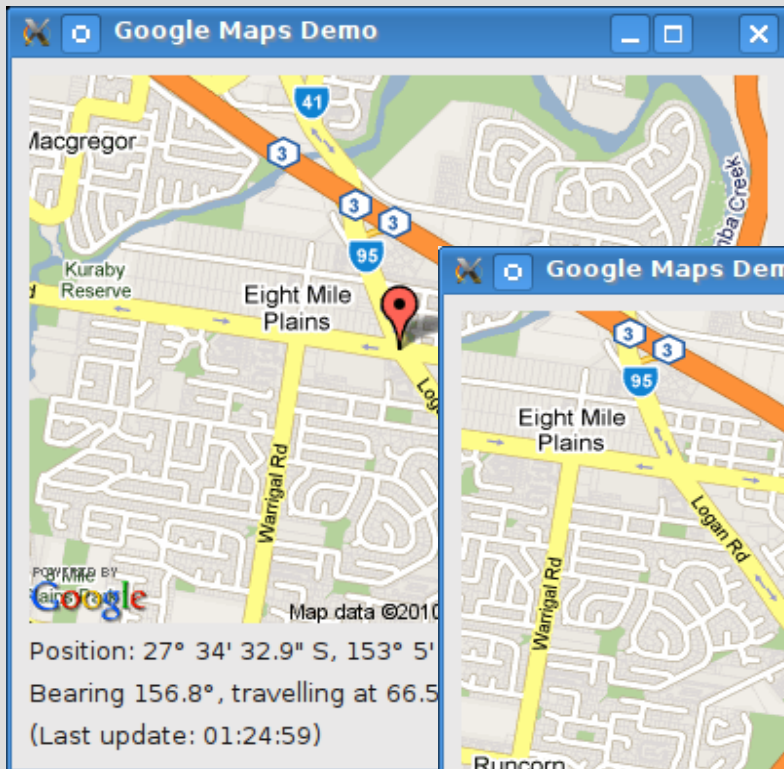 Google Maps Demo
41
Macgregor
3
3
3
95
Kuraby
Reserve
Eight Mile
Plains
Warrigal Rd
POWERED BY
Google
Map data ©2010
Position: 27° 34' 32.9" S, 153° 5'
Bearing 156.8°, travelling at 66.5
(Last update: 01:24:59)
Google Maps Dem
3
3
95
Eight Mile
Plains
Logan Rd
Warrigal Rd
Runcorn